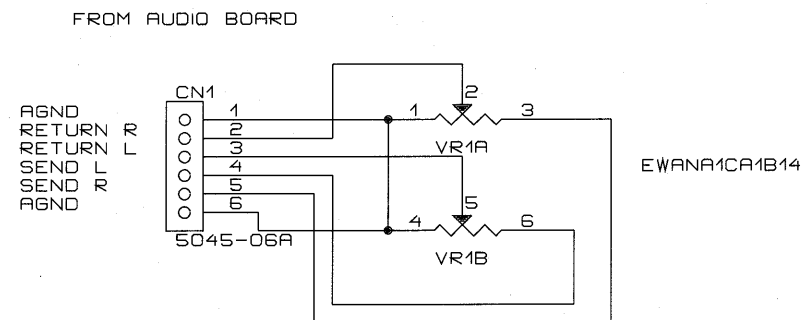 FROM AUDIO BOARD
CN1
AGND 1
RETURN R 2
RETURN L 3
SEND L 4
SEND R 5
AGND 6
5045-06A
2
1 3
VR1A
EWANA1CA1B14
5
4 6
VR1B